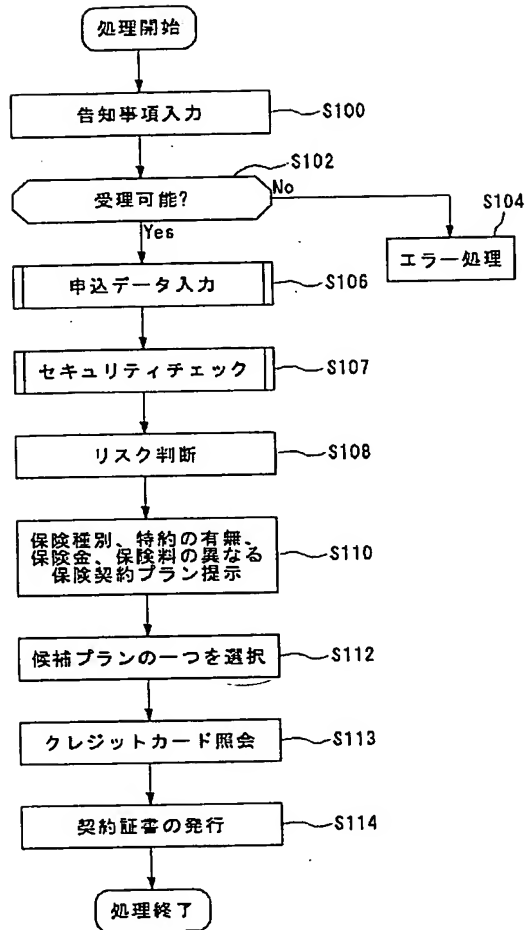 処理開始
告知事項入力
S100
S102
受理可能?
No
S104
Yes
エラー処理
申込データ入力
S106
セキュリティチェック
S107
リスク判断
S108
保険種別、特約の有無、
保険金、保険料の異なる
保険契約プラン提示
S110
候補プランの一つを選択
S112
クレジットカード照会
S113
契約証書の発行
S114
処理終了